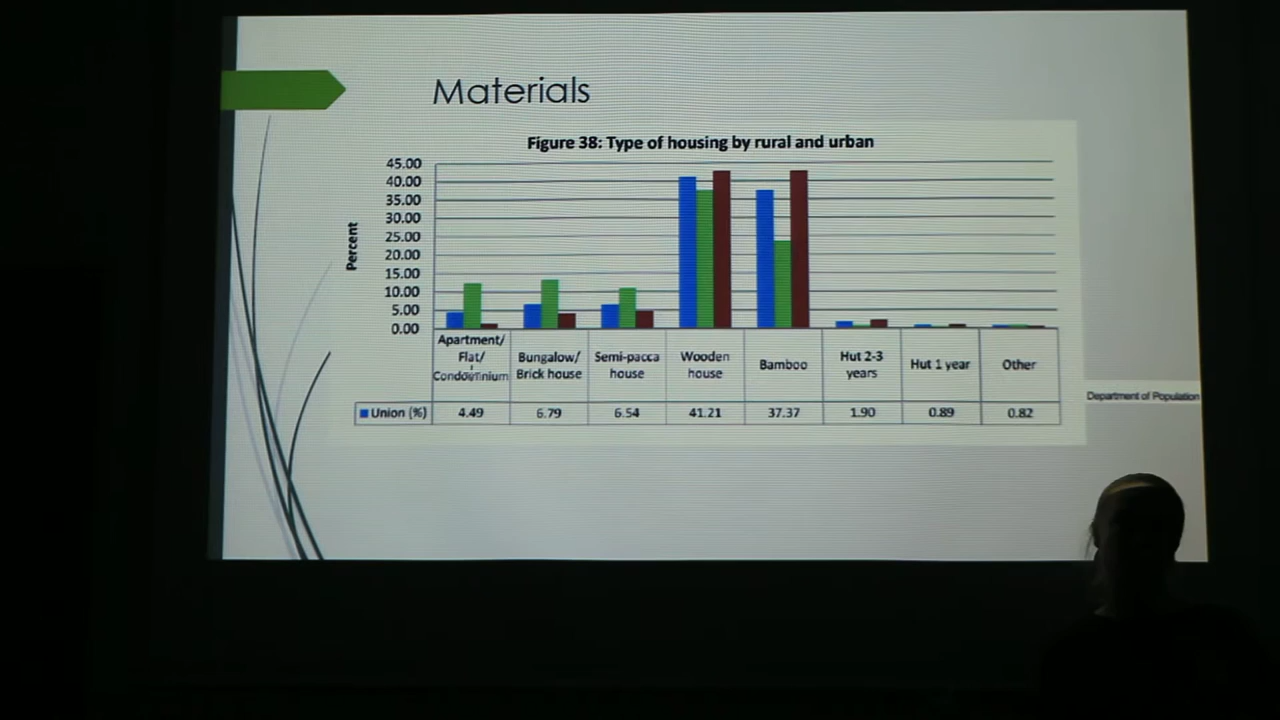 Materials
Figure 38: Type of housing by rural and urban
45.00
40.00
35.00
30.00
25.00
20.00
15.00
10.00
5.00
0.00
Percent
Apartment/
Flat/
Condominium
Bungalow/
Brick house
Semi-pacca
house
Wooden
house
Bamboo
Hut 2-3
years
Hut 1 year
Other
Union (%) 4.49 6.79 6.54 41.21 37.37 1.90 0.89 0.82
Department of Population